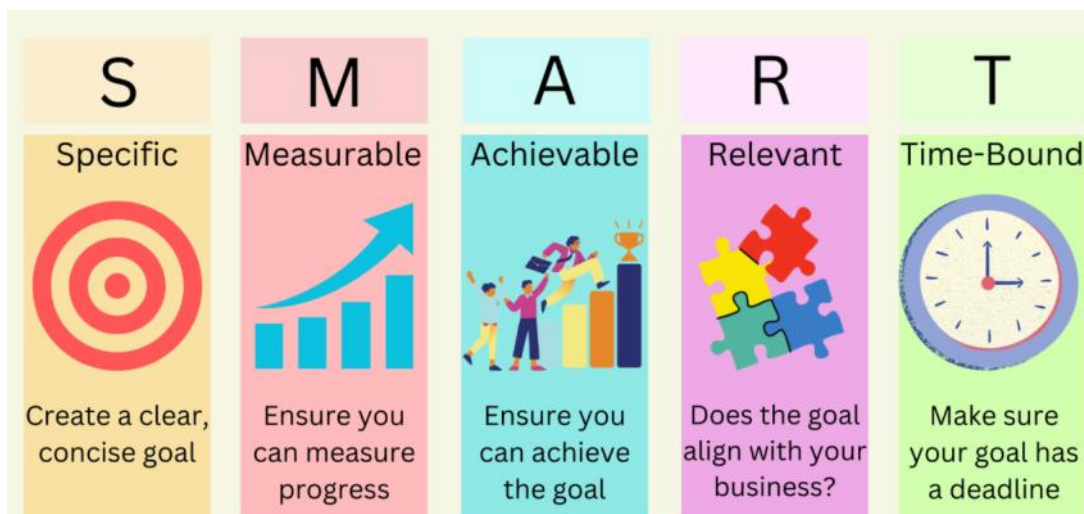 S
Specific
Create a clear,
concise goal
M
Measurable
Ensure you
can measure
progress
A
Achievable
Ensure you
can achieve
the goal
R
Relevant
Does the goal
align with your
business?
T
Time-Bound
Make sure
your goal has
a deadline